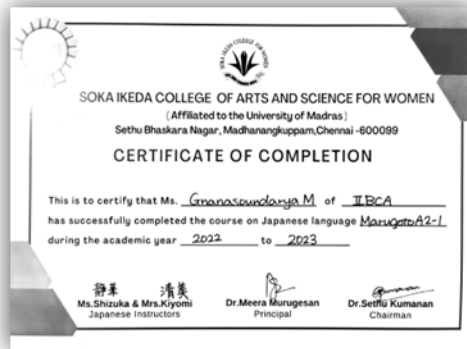 SOKA IKEDA COLLEGE OF ARTS AND SCIENCE FOR WOMEN
(Affiliated to the University of Madras)
Sethu Bhaskara Nagar, Madhanangkuppam,Chennai -600099
CERTIFICATE OF COMPLETION
This is to certify that Ms. Gnanasoundarya M of II BCA
has successfully completed the course on Japanese language Marugoto A2-1
during the academic year 2022 to 2023
静華 清美
Ms.Shizuka & Mrs.Kiyomi
Japanese Instructors
Dr.Meera Murugesan
Principal
Dr.Sethu Kumanan
Chairman